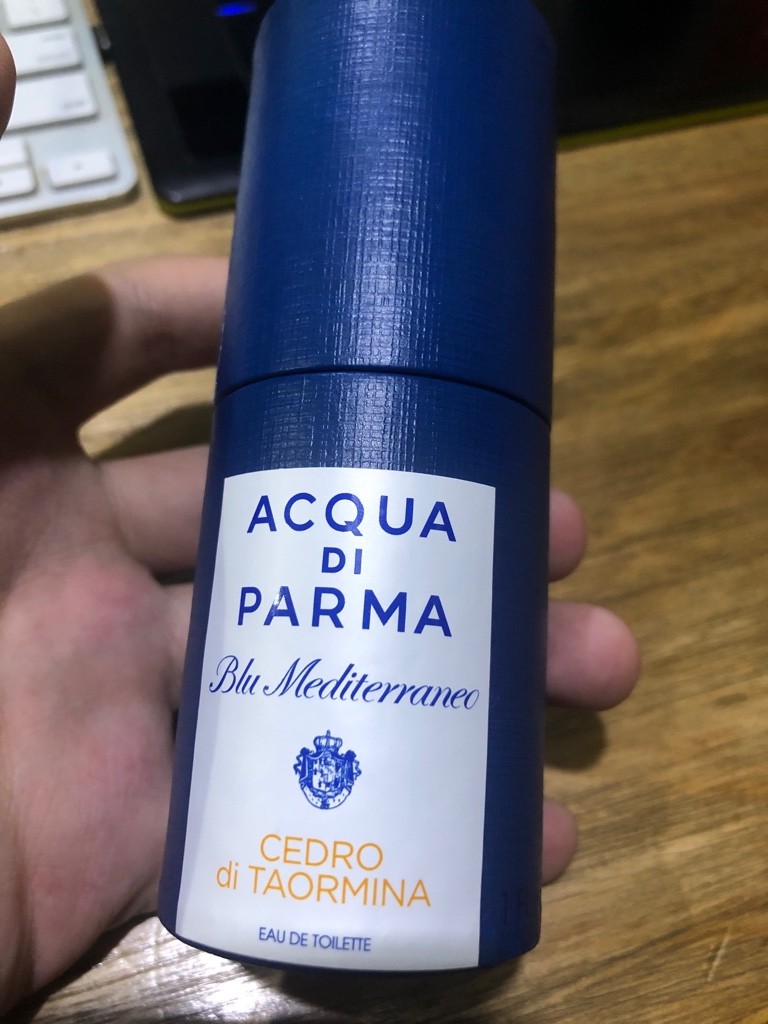 ACQUA
DI
PARMA
Blu Mediterraneo
CEDRO
di TAORMINA
EAU DE TOILETTE